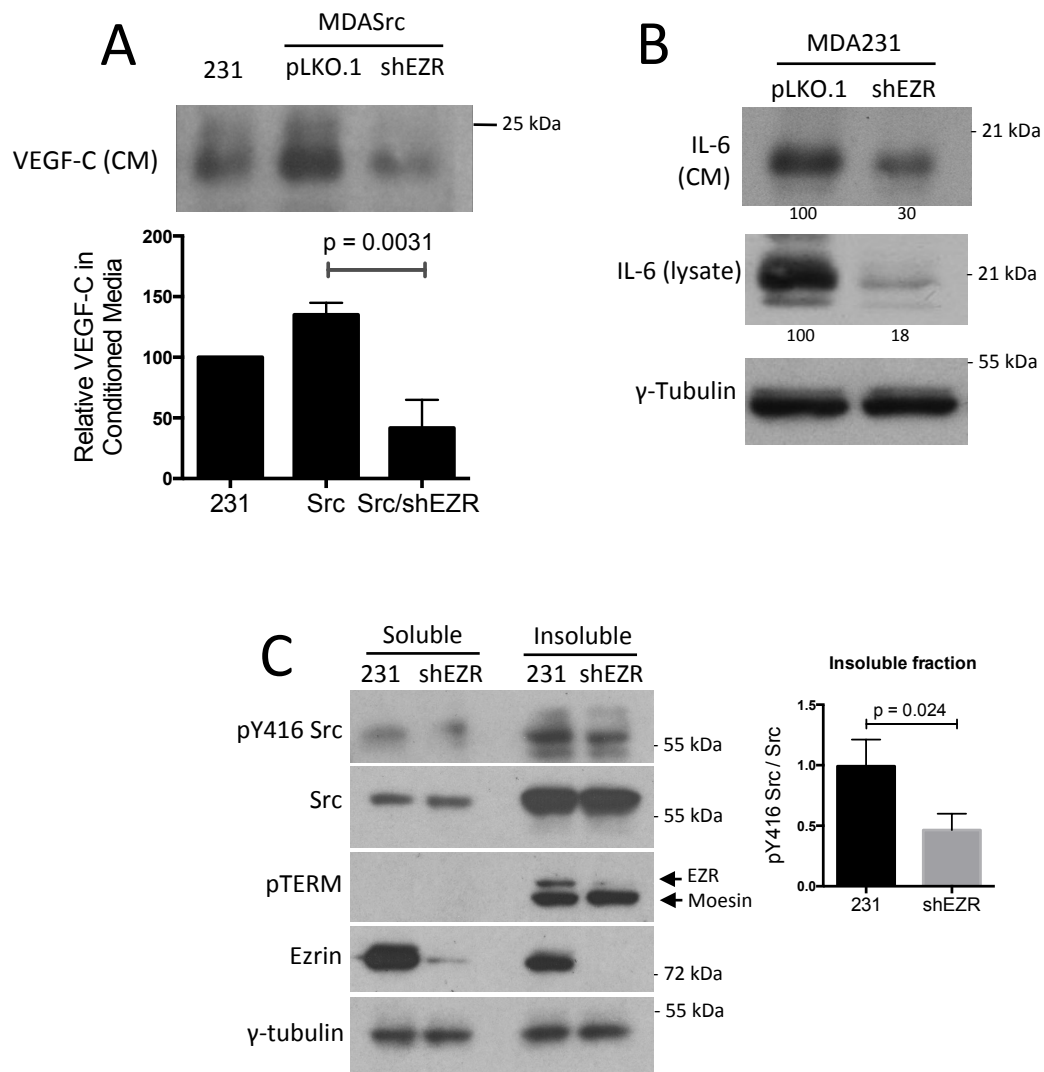 A
MDASrc
231 pLKO.1 shEZR
25 kDa
VEGF-C (CM)
Relative VEGF-C in
Conditioned Media
200
150
100
50
0
p = 0.0031
231 Src Src/shEZR
B
MDA231
pLKO.1 shEZR
IL-6
(CM)
- 21 kDa
100 30
IL-6 (lysate)
- 21 kDa
100 18
- 55 kDa
γ-Tubulin
C
Soluble Insoluble
231 shEZR 231 shEZR
pY416 Src
- 55 kDa
Src
- 55 kDa
pTERM
EZR
Moesin
Ezrin
- 72 kDa
- 55 kDa
γ-tubulin
Insoluble fraction
pY416 Src / Src
1.5
1.0
0.5
0.0
p = 0.024
231 shEZR